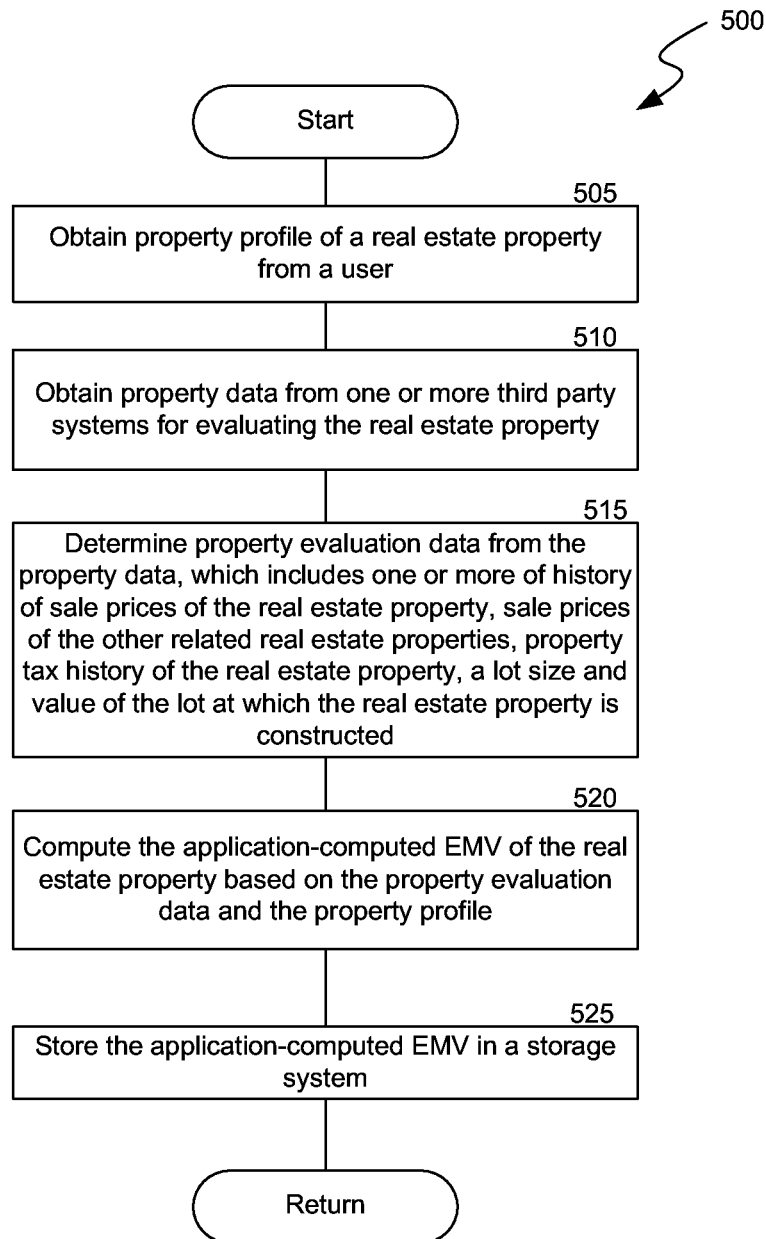 500
Start
505
Obtain property profile of a real estate property
from a user
510
Obtain property data from one or more third party
systems for evaluating the real estate property
515
Determine property evaluation data from the
property data, which includes one or more of history
of sale prices of the real estate property, sale prices
of the other related real estate properties, property
tax history of the real estate property, a lot size and
value of the lot at which the real estate property is
constructed
520
Compute the application-computed EMV of the real
estate property based on the property evaluation
data and the property profile
525
Store the application-computed EMV in a storage
system
Return